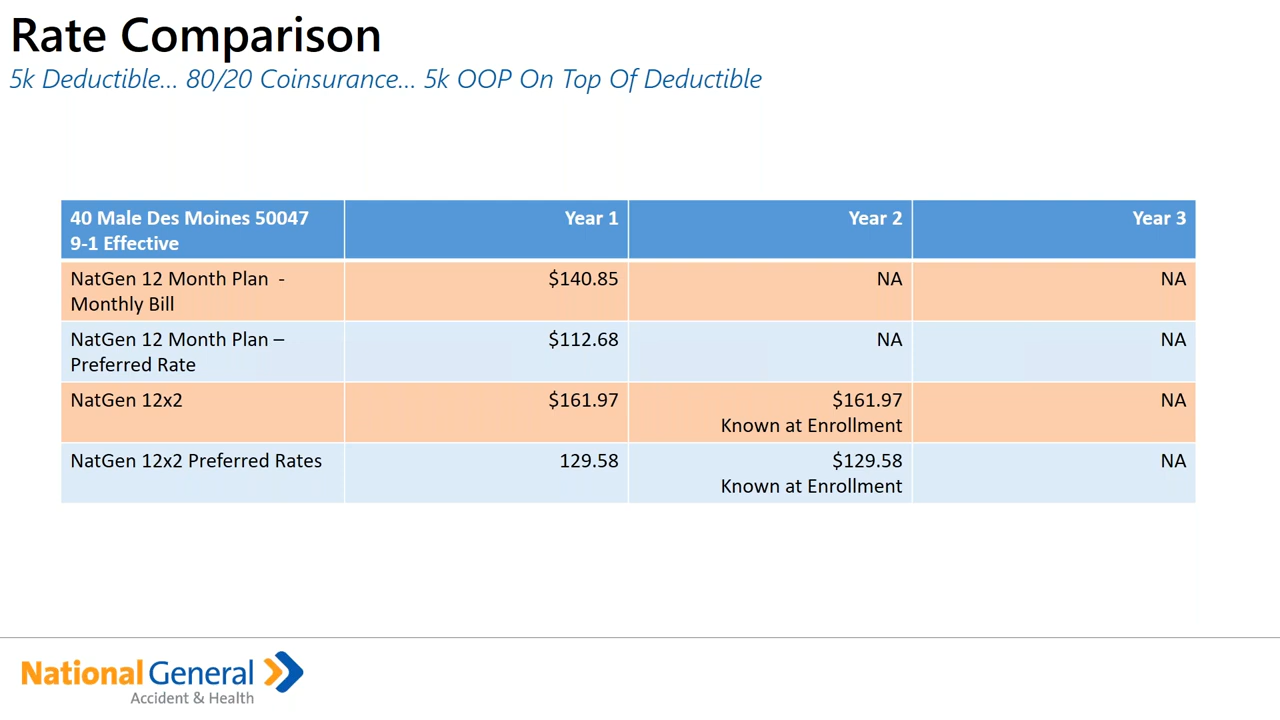 Rate Comparison
5k Deductible... 80/20 Coinsurance... 5k OOP On Top Of Deductible
40 Male Des Moines 50047
9-1 Effective
Year 1
Year 2
Year 3
NatGen 12 Month Plan -
Monthly Bill
$140.85
NA
NA
NatGen 12 Month Plan –
Preferred Rate
$112.68
NA
NA
NatGen 12x2
$161.97
$161.97
Known at Enrollment
NA
NatGen 12x2 Preferred Rates
129.58
$129.58
Known at Enrollment
NA
National General
Accident & Health